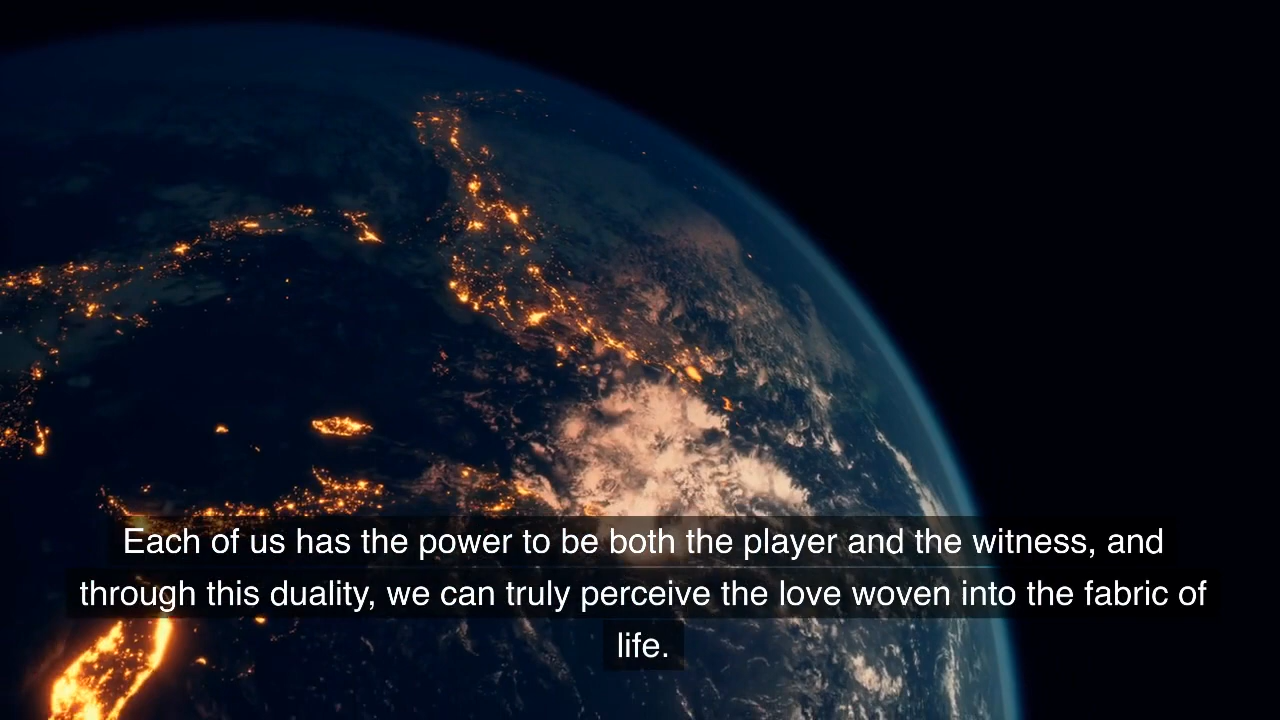 Each of us has the power to be both the player and the witness, and
through this duality, we can truly perceive the love woven into the fabric of
life.